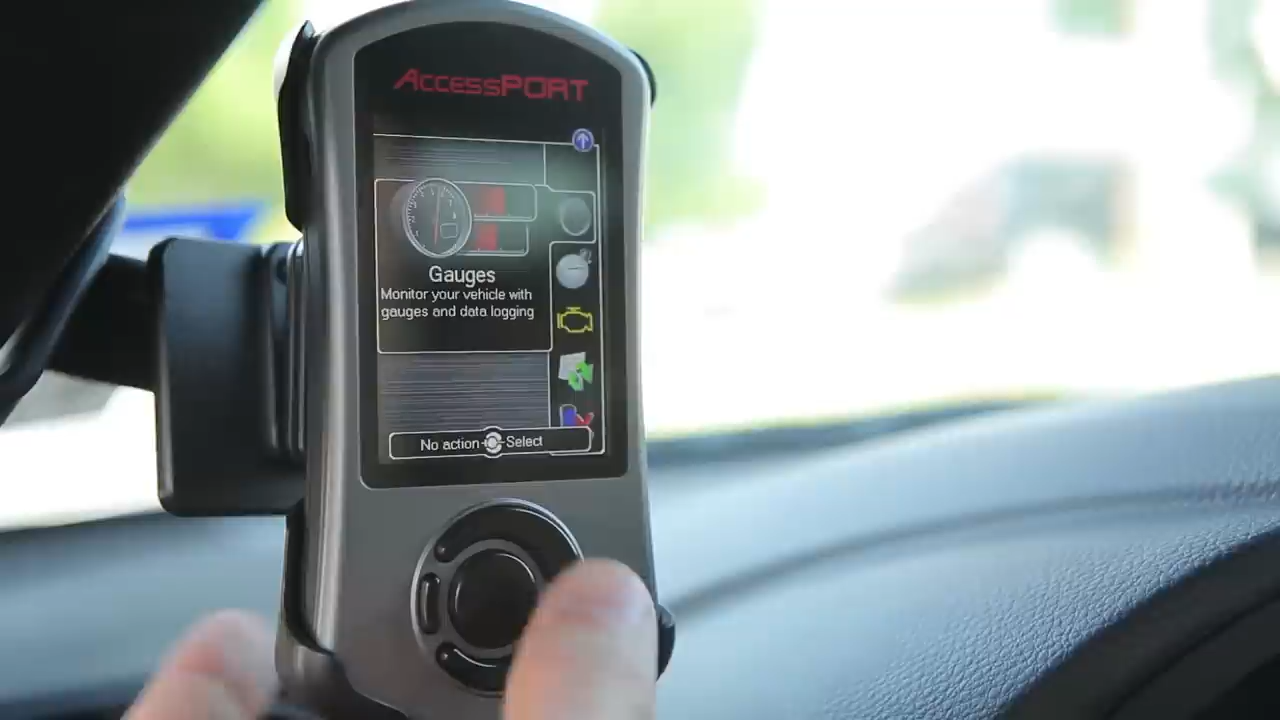 AccessPORT
Gauges
Monitor your vehicle with
gauges and data logging
No action Select